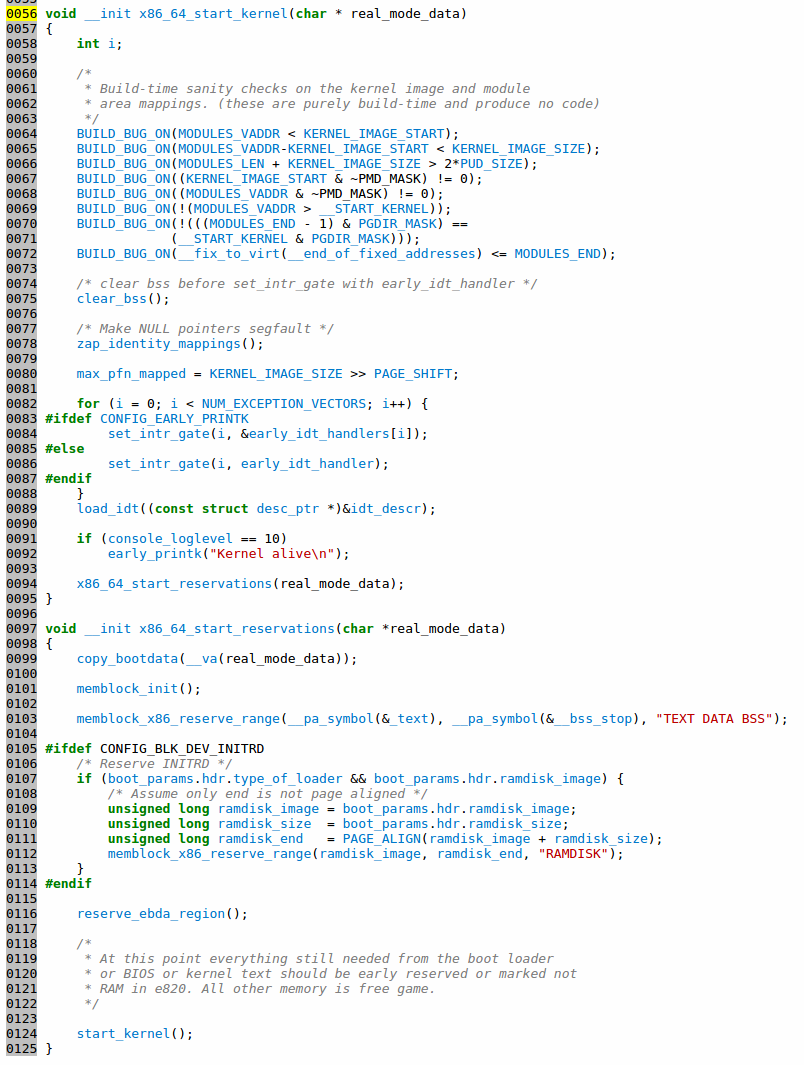 0056 void __init x86_64_start_kernel(char * real_mode_data)
0057 {
0058     int i;
0059
0060     /*
0061      * Build-time sanity checks on the kernel image and module
0062      * area mappings. (these are purely build-time and produce no code)
0063      */
0064     BUILD_BUG_ON(MODULES_VADDR < KERNEL_IMAGE_START);
0065     BUILD_BUG_ON(MODULES_VADDR-KERNEL_IMAGE_START < KERNEL_IMAGE_SIZE);
0066     BUILD_BUG_ON(MODULES_LEN + KERNEL_IMAGE_SIZE > 2*PUD_SIZE);
0067     BUILD_BUG_ON((KERNEL_IMAGE_START & ~PMD_MASK) != 0);
0068     BUILD_BUG_ON((MODULES_VADDR & ~PMD_MASK) != 0);
0069     BUILD_BUG_ON(!(MODULES_VADDR > __START_KERNEL));
0070     BUILD_BUG_ON(!(((MODULES_END - 1) & PGDIR_MASK) ==
0071                 (__START_KERNEL & PGDIR_MASK)));
0072     BUILD_BUG_ON(__fix_to_virt(__end_of_fixed_addresses) <= MODULES_END);
0073
0074     /* clear bss before set_intr_gate with early_idt_handler */
0075     clear_bss();
0076
0077     /* Make NULL pointers segfault */
0078     zap_identity_mappings();
0079
0080     max_pfn_mapped = KERNEL_IMAGE_SIZE >> PAGE_SHIFT;
0081
0082     for (i = 0; i < NUM_EXCEPTION_VECTORS; i++) {
0083 #ifdef CONFIG_EARLY_PRINTK
0084         set_intr_gate(i, &early_idt_handlers[i]);
0085 #else
0086         set_intr_gate(i, early_idt_handler);
0087 #endif
0088     }
0089     load_idt((const struct desc_ptr *)&idt_descr);
0090
0091     if (console_loglevel == 10)
0092         early_printk("Kernel alive\n");
0093
0094     x86_64_start_reservations(real_mode_data);
0095 }
0096
0097 void __init x86_64_start_reservations(char *real_mode_data)
0098 {
0099     copy_bootdata(__va(real_mode_data));
0100
0101     memblock_init();
0102
0103     memblock_x86_reserve_range(__pa_symbol(&_text), __pa_symbol(&__bss_stop), "TEXT DATA BSS");
0104
0105 #ifdef CONFIG_BLK_DEV_INITRD
0106     /* Reserve INITRD */
0107     if (boot_params.hdr.type_of_loader && boot_params.hdr.ramdisk_image) {
0108         /* Assume only end is not page aligned */
0109         unsigned long ramdisk_image = boot_params.hdr.ramdisk_image;
0110         unsigned long ramdisk_size  = boot_params.hdr.ramdisk_size;
0111         unsigned long ramdisk_end   = PAGE_ALIGN(ramdisk_image + ramdisk_size);
0112         memblock_x86_reserve_range(ramdisk_image, ramdisk_end, "RAMDISK");
0113     }
0114 #endif
0115
0116     reserve_ebda_region();
0117
0118     /*
0119      * At this point everything still needed from the boot loader
0120      * or BIOS or kernel text should be early reserved or marked not
0121      * RAM in e820. All other memory is free game.
0122      */
0123
0124     start_kernel();
0125 }